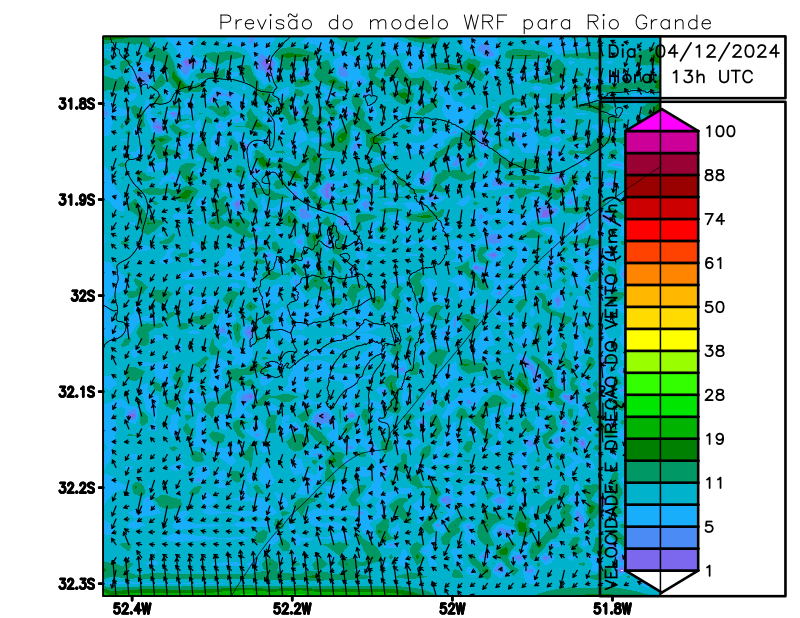 Previsão do modelo WRF para Rio Grande
Dia: 04/12/2024
Hora: 13h UTC
31.8S
31.9S
32S
32.1S
32.2S
32.3S
52.4W
52.2W
52W
51.8W
VELOCIDADE E DIREÇÃO DO VENTO (km/h)
100
88
74
61
50
38
28
19
11
5
1